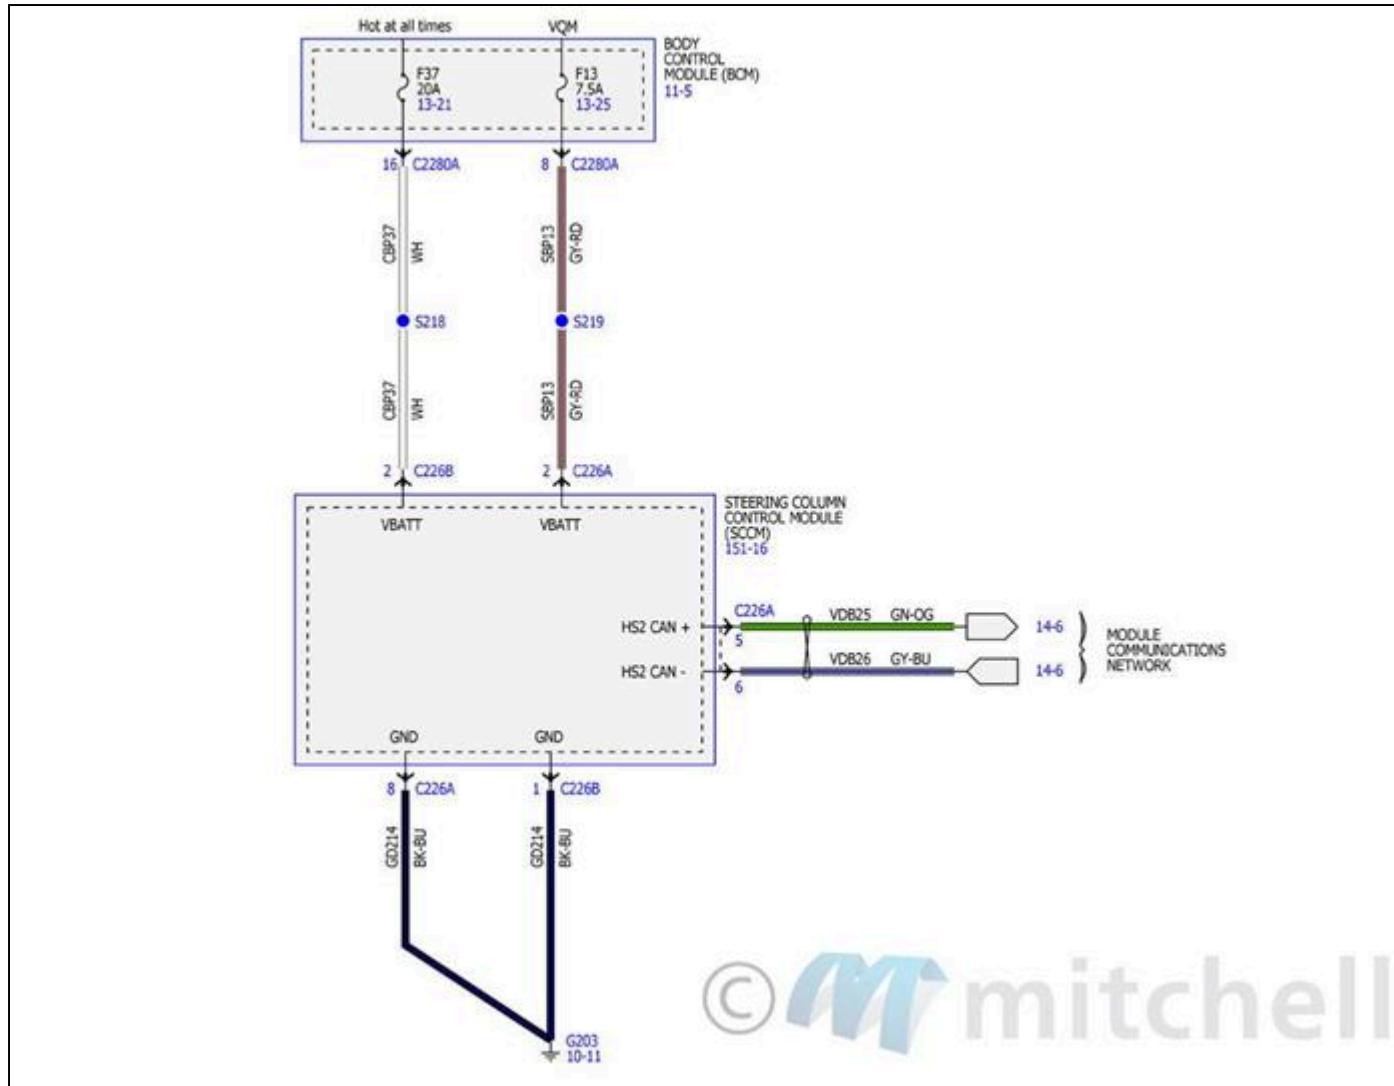 Hot at all times
VQM
BODY
CONTROL
MODULE (BCM)
11-5
F37
20A
13-21
F13
7.5A
13-25
16 C2280A
8 C2280A
CBP37
WH
SBP13
GY-RD
S218
S219
CBP37
WH
SBP13
GY-RD
2 C226B
2 C226A
STEERING COLUMN
CONTROL MODULE
(SCCM)
151-16
VBATT
VBATT
HS2 CAN +
C226A
5
VDB25 GN-OG
14-6
HS2 CAN -
6
VDB26 GY-BU
14-6
MODULE
COMMUNICATIONS
NETWORK
GND
GND
8 C226A
1 C226B
GD214
BK-BU
GD214
BK-BU
G203
10-11
© mitchell